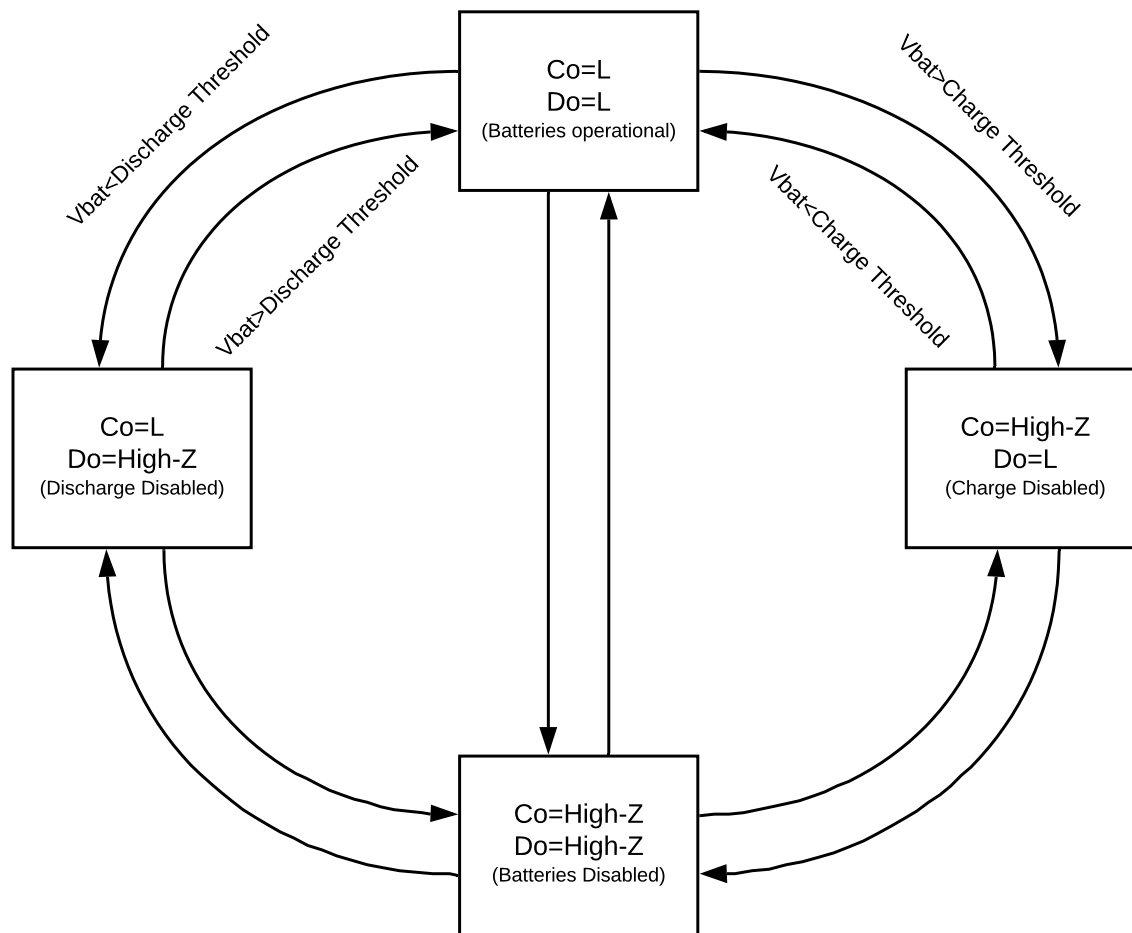 Co=L
Do=L
(Batteries operational)
Vbat<Discharge Threshold
Vbat>Discharge Threshold
Vbat>Charge Threshold
Vbat<Charge Threshold
Co=L
Do=High-Z
(Discharge Disabled)
Co=High-Z
Do=L
(Charge Disabled)
Co=High-Z
Do=High-Z
(Batteries Disabled)